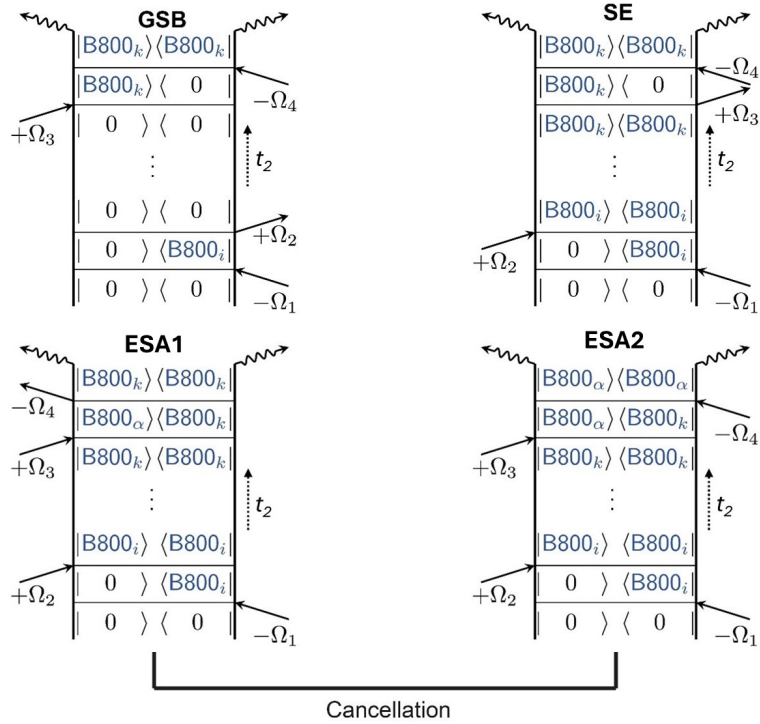 GSB
|B800ₖ⟩⟨B800ₖ|
|B800ₖ⟩⟨ 0 |
−Ω₄
+Ω₃
| 0 ⟩⟨ 0 |
⋮
t₂
| 0 ⟩⟨ 0 |
+Ω₂
| 0 ⟩⟨B800ᵢ|
| 0 ⟩⟨ 0 |
−Ω₁
SE
|B800ₖ⟩⟨B800ₖ|
−Ω₄
|B800ₖ⟩⟨ 0 |
+Ω₃
|B800ₖ⟩⟨B800ₖ|
⋮
t₂
|B800ᵢ⟩⟨B800ᵢ|
+Ω₂
| 0 ⟩⟨B800ᵢ|
| 0 ⟩⟨ 0 |
−Ω₁
ESA1
|B800ₖ⟩⟨B800ₖ|
−Ω₄
|B800α⟩⟨B800ₖ|
+Ω₃
|B800ₖ⟩⟨B800ₖ|
⋮
t₂
|B800ᵢ⟩⟨B800ᵢ|
+Ω₂
| 0 ⟩⟨B800ᵢ|
| 0 ⟩⟨ 0 |
−Ω₁
ESA2
|B800α⟩⟨B800α|
|B800α⟩⟨B800ₖ|
−Ω₄
+Ω₃
|B800ₖ⟩⟨B800ₖ|
⋮
t₂
|B800ᵢ⟩⟨B800ᵢ|
+Ω₂
| 0 ⟩⟨B800ᵢ|
| 0 ⟩⟨ 0 |
−Ω₁
Cancellation